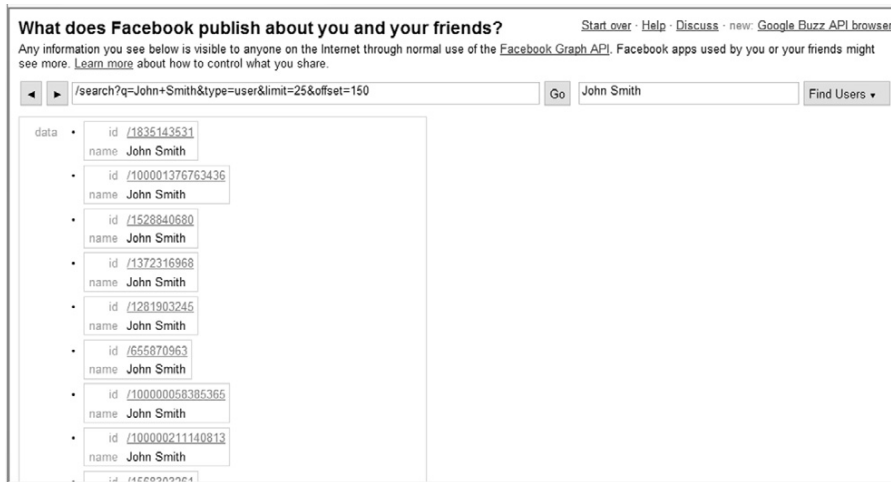 What does Facebook publish about you and your friends?
Start over · Help · Discuss · new: Google Buzz API browser
Any information you see below is visible to anyone on the Internet through normal use of the Facebook Graph API. Facebook apps used by you or your friends might
see more. Learn more about how to control what you share.
◄ ► /search?q=John+Smith&type=user&limit=25&offset=150 Go John Smith Find Users ▾
data • id /1835143531
name John Smith
• id /100001376763436
name John Smith
• id /1528840680
name John Smith
• id /1372316968
name John Smith
• id /1281903245
name John Smith
• id /655870963
name John Smith
• id /100000058385365
name John Smith
• id /100000211140813
name John Smith
• id /1568303261